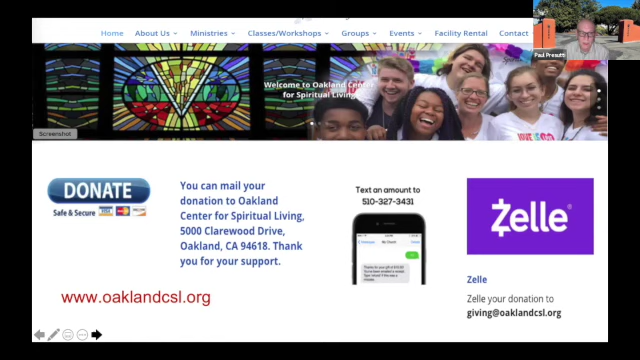 Home About Us Ministries Classes/Workshops Groups Events Facility Rental Contact
Paul Presutti
Welcome to Oakland Center
for Spiritual Living
Screenshot
DONATE
Safe & Secure VISA
You can mail your
donation to Oakland
Center for Spiritual Living,
5000 Clarewood Drive,
Oakland, CA 94618. Thank
you for your support.
Text an amount to
510-327-3431
Zelle
Zelle
Zelle your donation to
giving@oaklandcsl.org
www.oaklandcsl.org